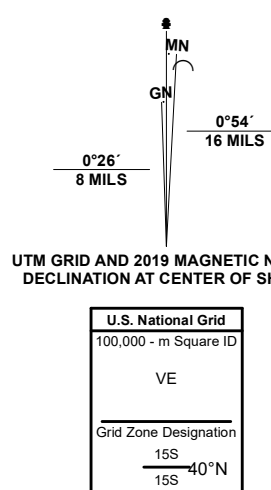 MN
GN
0°54´
16 MILS
0°26´
8 MILS
UTM GRID AND 2019 MAGNETIC N
DECLINATION AT CENTER OF SH
U.S. National Grid
100,000 - m Square ID
VE
Grid Zone Designation
15S
40°N
15S